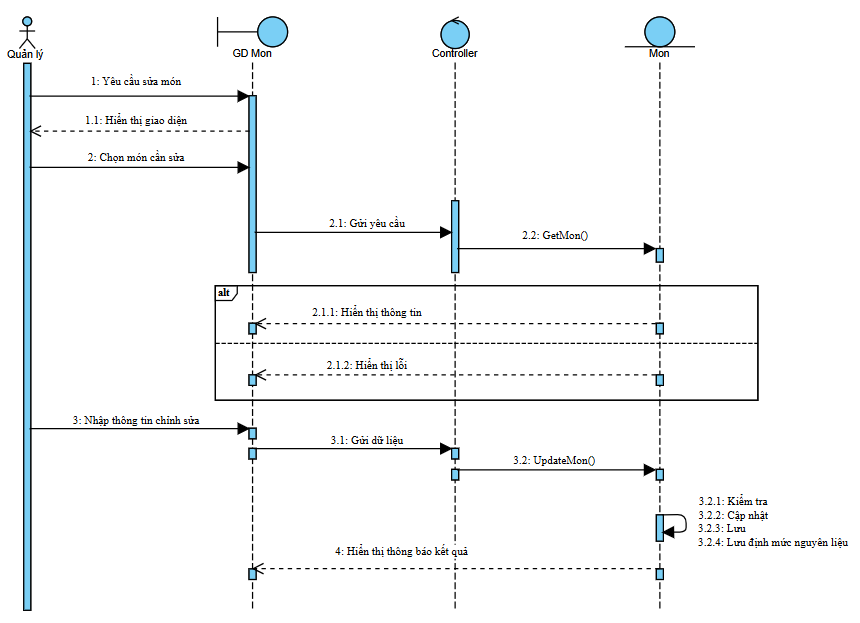 Quản lý
GD Mon
Controller
Mon
1: Yêu cầu sửa món
1.1: Hiển thị giao diện
2: Chọn món cần sửa
2.1: Gửi yêu cầu
2.2: GetMon()
alt
2.1.1: Hiển thị thông tin
2.1.2: Hiển thị lỗi
3: Nhập thông tin chỉnh sửa
3.1: Gửi dữ liệu
3.2: UpdateMon()
3.2.1: Kiểm tra
3.2.2: Cập nhật
3.2.3: Lưu
3.2.4: Lưu định mức nguyên liệu
4: Hiển thị thông báo kết quả